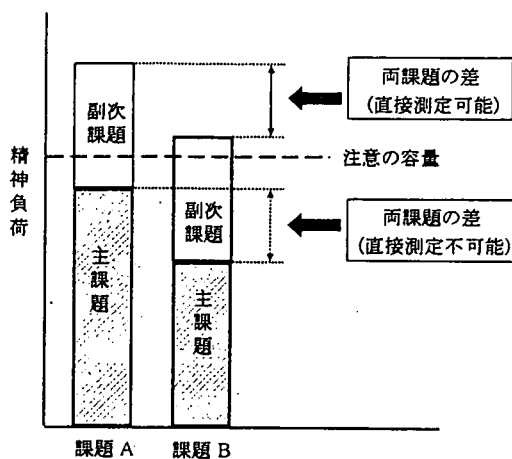 両課題の差
(直接測定可能)
副次
課題
注意の容量
精神負荷
副次
課題
両課題の差
(直接測定不可能)
主課題
主課題
課題 A
課題 B